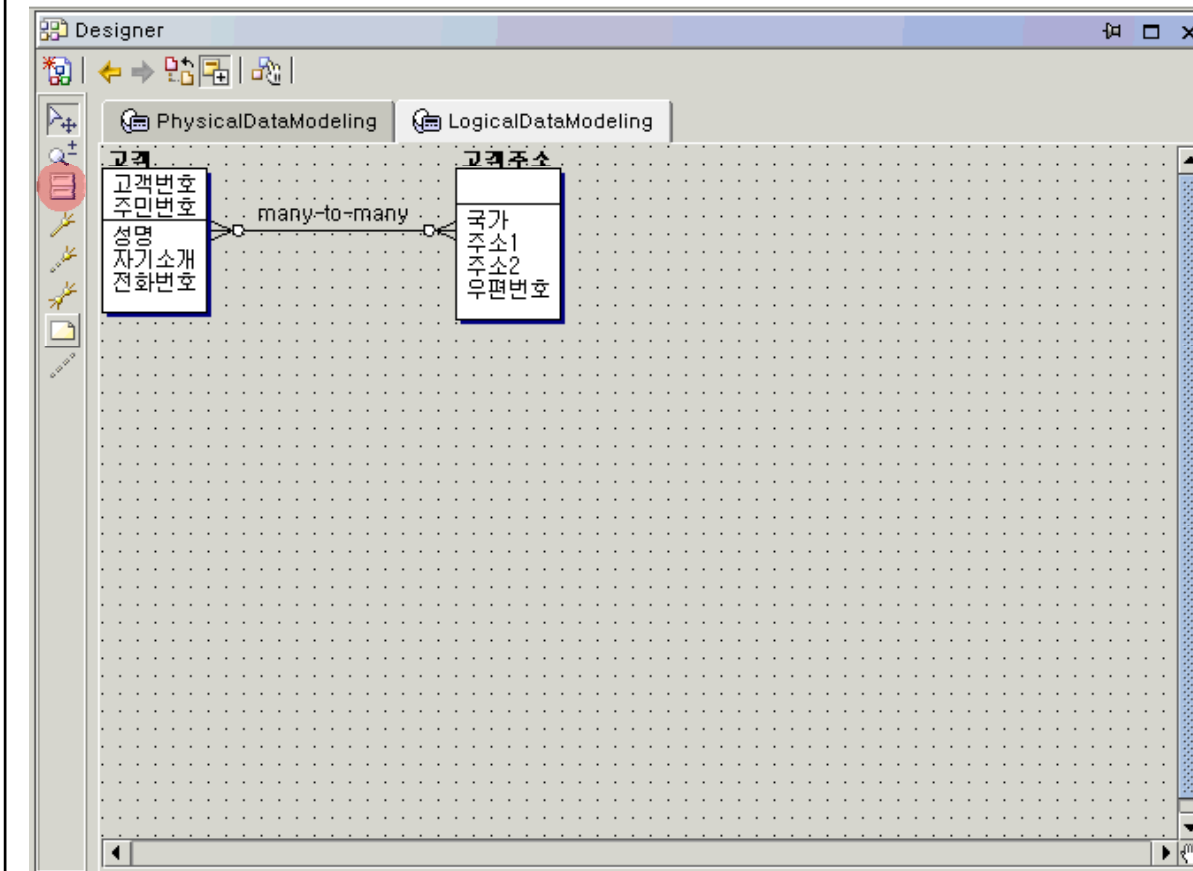 Designer
PhysicalDataModeling
LogicalDataModeling
고객
고객번호
주민번호
성명
자기소개
전화번호
many-to-many
고객주소
국가
주소1
주소2
우편번호